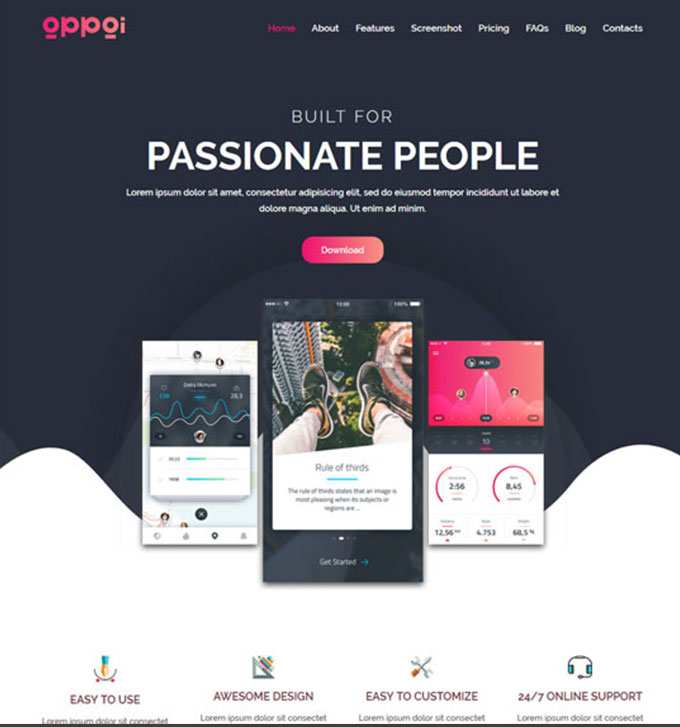 oppoi
Home About Features Screenshot Pricing FAQs Blog Contacts
BUILT FOR
PASSIONATE PEOPLE
Lorem ipsum dolor sit amet, consectetur adipisicing elit, sed do eiusmod tempor incididunt ut labore et
dolore magna aliqua. Ut enim ad minim.
Download
100%
Rule of thirds
The rule of thirds states that an image is
most pleasing when its subjects or
regions are ...
Get Started
28.3
10
2:56
8,45
12,56
4.753
68,5
EASY TO USE
AWESOME DESIGN
EASY TO CUSTOMIZE
24/7 ONLINE SUPPORT
Lorem ipsum dolor sit consectet
Lorem ipsum dolor sit consectet
Lorem ipsum dolor sit consectet
Lorem ipsum dolor sit consectet